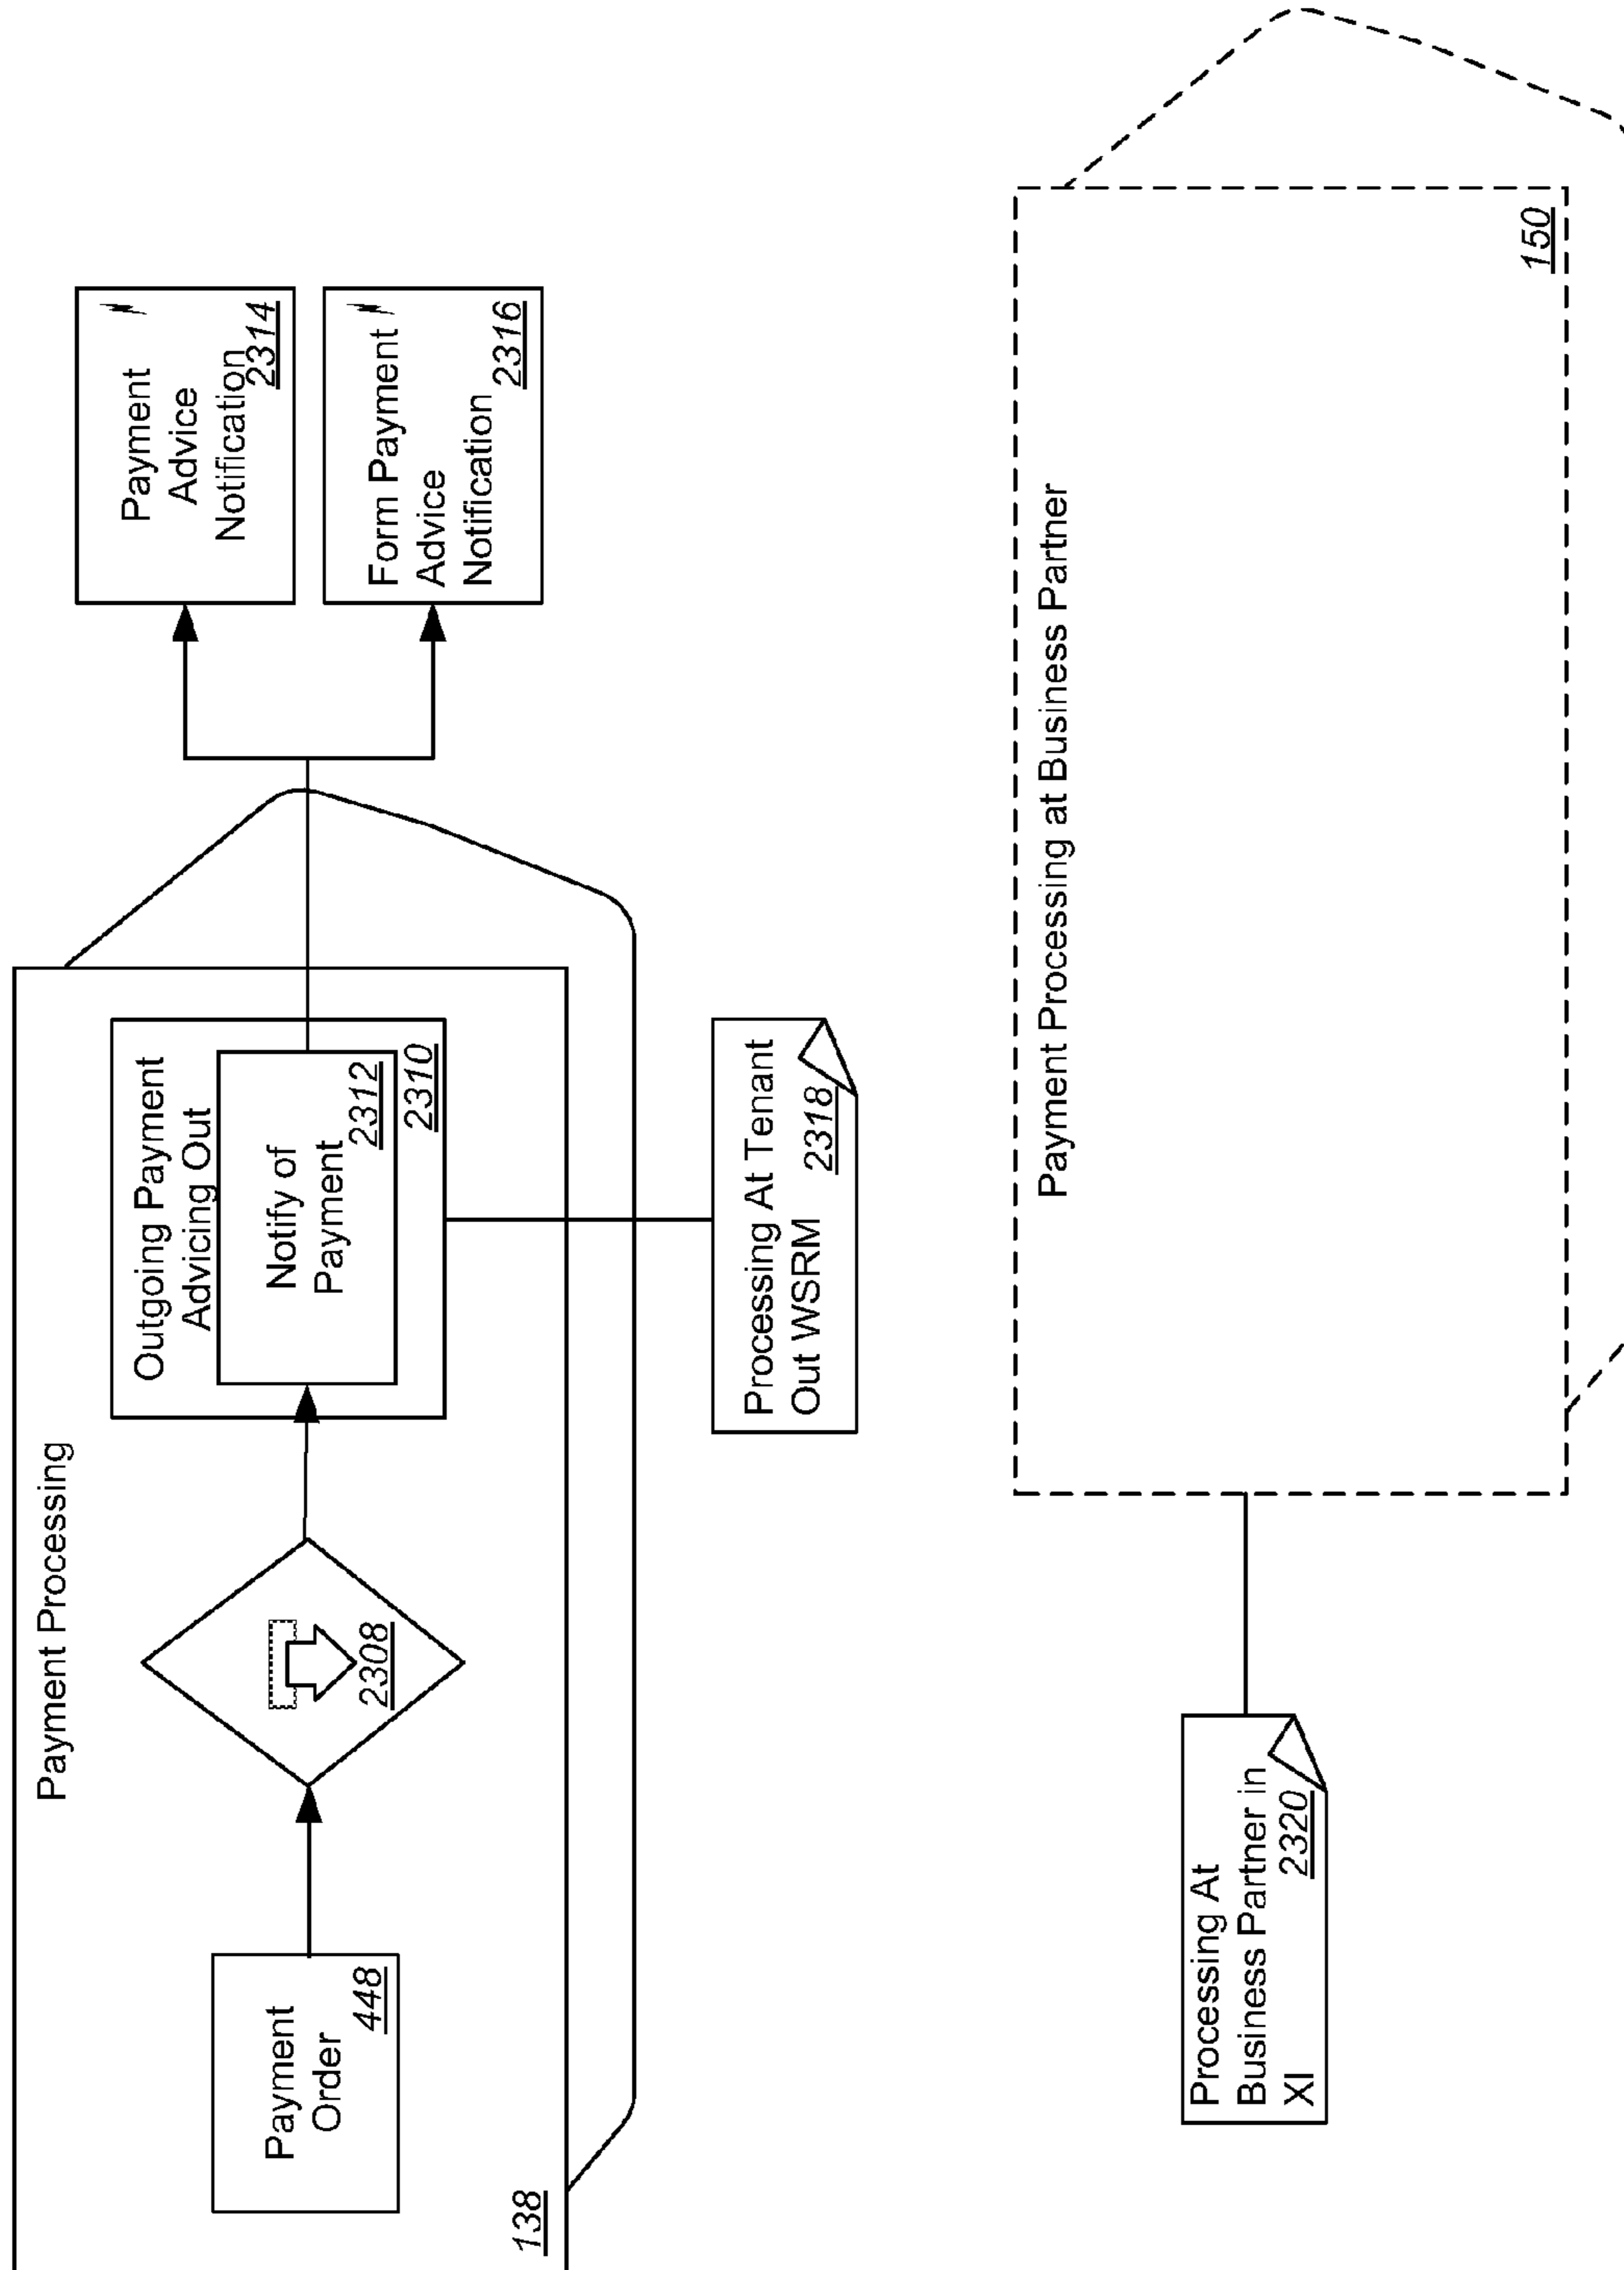 Payment Processing
Payment
Order
448
2308
Outgoing Payment
Advicing Out
Notify of
Payment
2312
2310
138
Payment
Advice
Notification
2314
Form Payment
Advice
Notification
2316
Processing At Tenant
Out WSRM
2318
Payment Processing at Business Partner
150
Processing At
Business Partner in
XI
2320